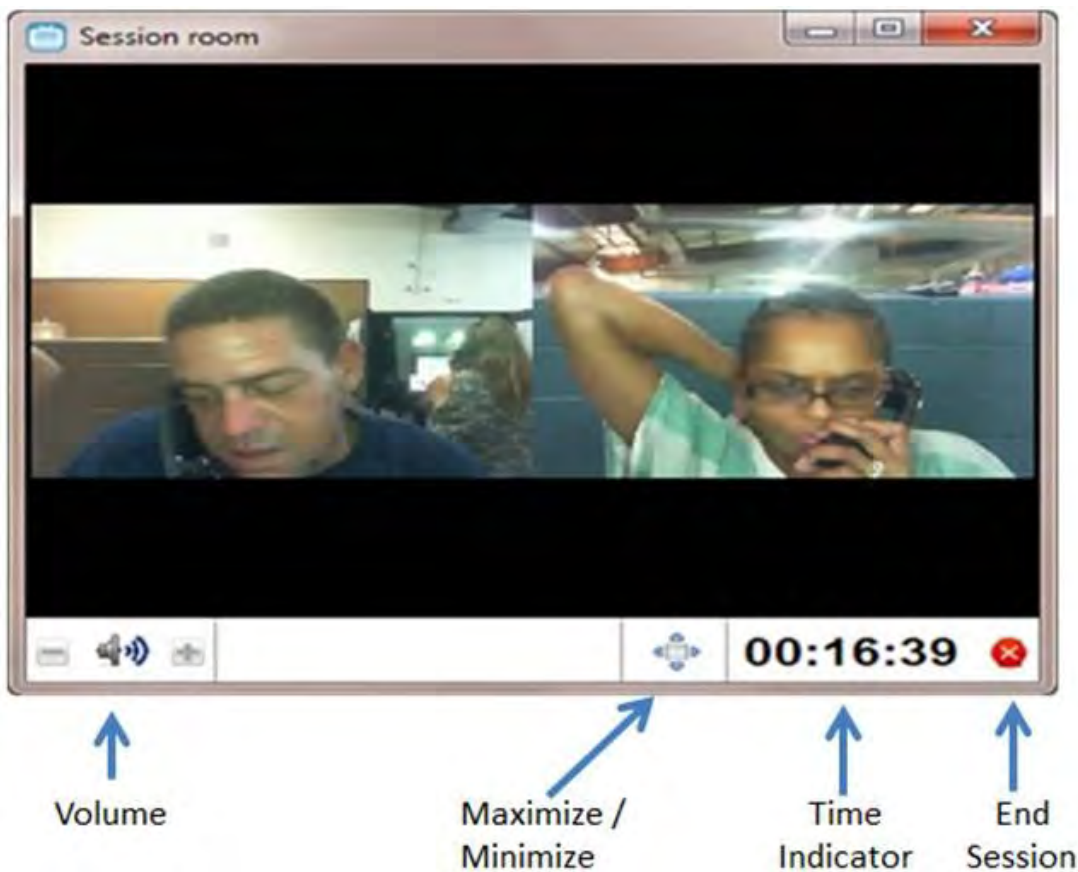 Session room
00:16:39
Volume
Maximize /
Minimize
Time
Indicator
End
Session